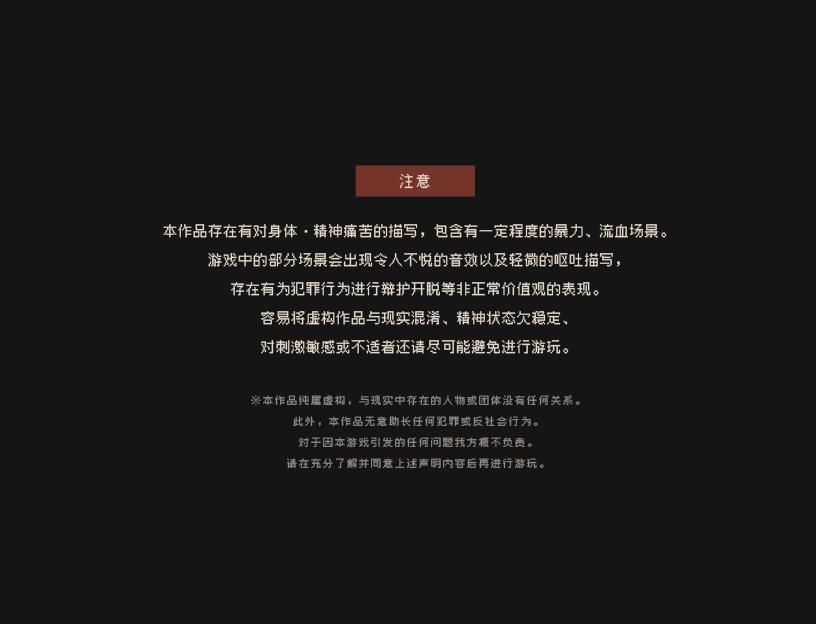 注意
本作品存在有对身体・精神痛苦的描写，包含有一定程度的暴力、流血场景。
游戏中的部分场景会出现令人不悦的音效以及轻微的呕吐描写，
存在有为犯罪行为进行辩护开脱等非正常价值观的表现。
容易将虚构作品与现实混淆、精神状态欠稳定、
对刺激敏感或不适者还请尽可能避免进行游玩。
※本作品纯属虚构，与现实中存在的人物或团体没有任何关系。
此外，本作品无意助长任何犯罪或反社会行为。
对于因本游戏引发的任何问题我方概不负责。
请在充分了解并同意上述声明内容后再进行游玩。